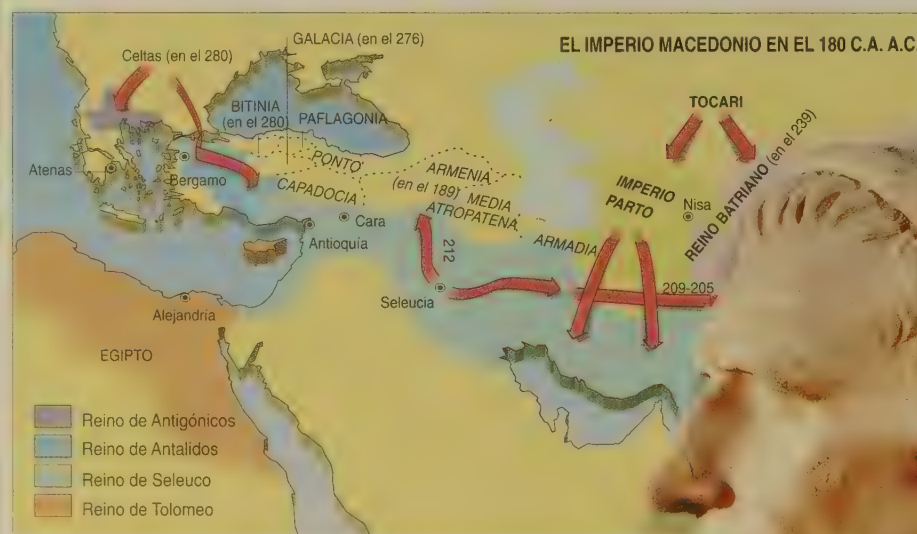 EL IMPERIO MACEDONIO EN EL 180 C.A. A.C.
Celtas (en el 280)
GALACIA (en el 276)
BITINIA
(en el 280)
PAFLAGONIA
TOCARI
REINO BATRIANO (en el 239)
Atenas
Bergamo
PONTO
CAPADOCIA
ARMENIA
(en el 189)
MEDIA
ATROPATENA
ARMADIA
IMPERIO
PARTO
Nisa
Cara
Antioquía
212
Seleucia
209-205
Alejandria
EGIPTO
Reino de Antigónicos
Reino de Antalidos
Reino de Seleuco
Reino de Tolomeo